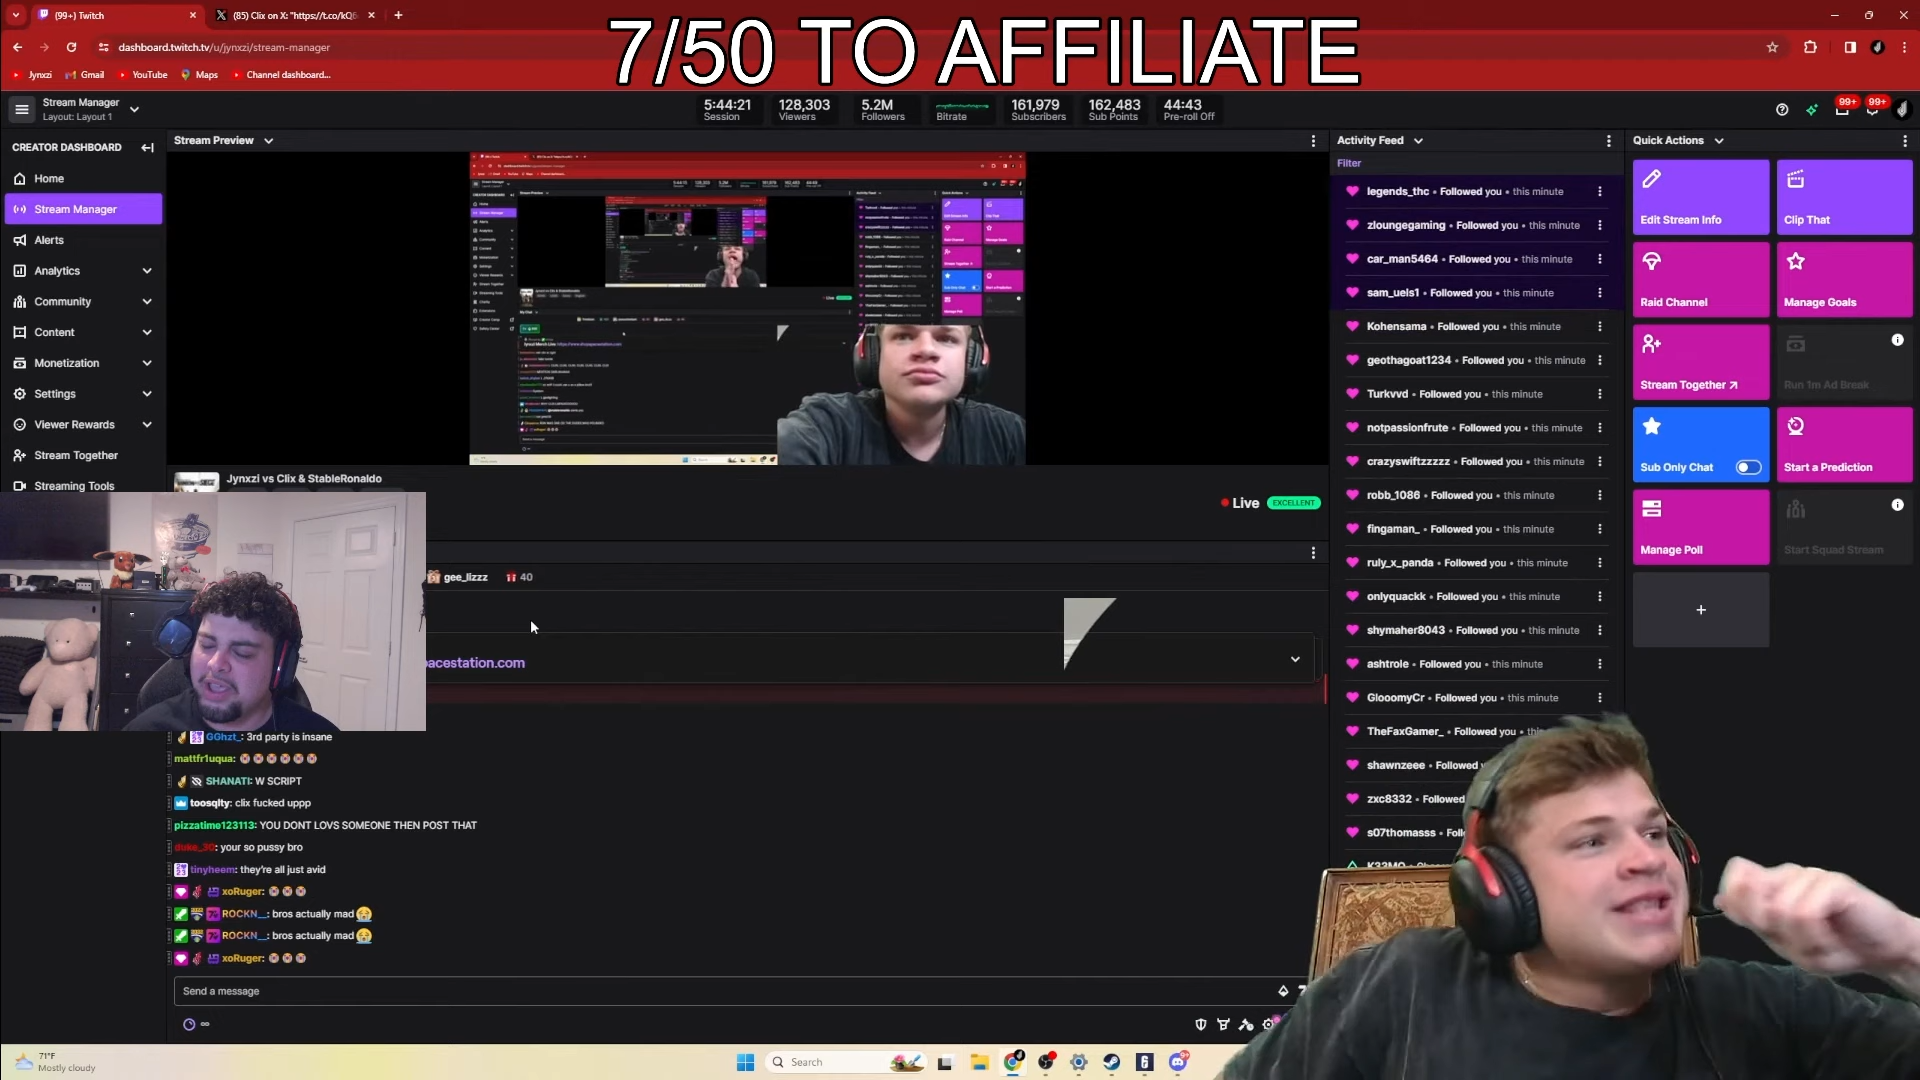 (99+) Twitch
(85) Clix on X: "https://t.co/kQ6
dashboard.twitch.tv/u/jynxzi/stream-manager
Jynxzi
Gmail
YouTube
Maps
Channel dashboard...
7/50 TO AFFILIATE
Stream Manager
Layout: Layout 1
5:44:21
Session
128,303
Viewers
5.2M
Followers
Bitrate
161,979
Subscribers
162,483
Sub Points
44:43
Pre-roll Off
99+
99+
CREATOR DASHBOARD
Home
Stream Manager
Alerts
Analytics
Community
Content
Monetization
Settings
Viewer Rewards
Stream Together
Streaming Tools
Stream Preview
Jynxzi vs Clix & StableRonaldo
Live
EXCELLENT
gee_lizzz
40
pacestation.com
GGhzt_: 3rd party is insane
mattfr1uqua:
SHANATI: W SCRIPT
toosqity: clix fucked uppp
pizzatime123113: YOU DONT LOVS SOMEONE THEN POST THAT
duke_30: your so pussy bro
tinyheem: they're all just avid
xoRuger:
ROCKN__: bros actually mad
ROCKN__: bros actually mad
xoRuger:
Send a message
Activity Feed
Filter
legends_thc • Followed you • this minute
zloungegaming • Followed you • this minute
car_man5464 • Followed you • this minute
sam_uels1 • Followed you • this minute
Kohensama • Followed you • this minute
geothagoat1234 • Followed you • this minute
Turkvvd • Followed you • this minute
notpassionfrute • Followed you • this minute
crazyswiftzzzzz • Followed you • this minute
robb_1086 • Followed you • this minute
fingaman_ • Followed you • this minute
ruly_x_panda • Followed you • this minute
onlyquackk • Followed you • this minute
shymaher8043 • Followed you • this minute
ashtroie • Followed you • this minute
GlooomyCr • Followed you • this minute
TheFaxGamer_ • Followed you •
shawnzeee • Followed
zxc8332 • Followed
s07thomasss •
Quick Actions
Edit Stream Info
Clip That
Raid Channel
Manage Goals
Stream Together
Run 1m Ad Break
Sub Only Chat
Start a Prediction
Manage Poll
Start Squad Stream
71°F
Mostly cloudy
Search